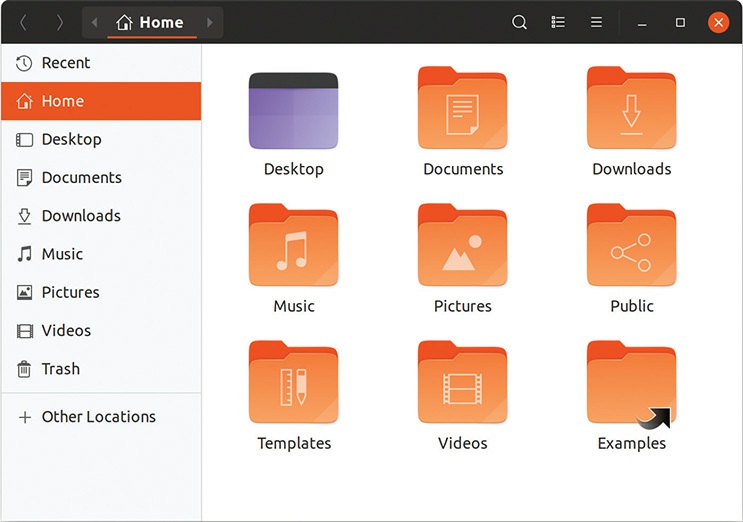 Home
Recent
Home
Desktop
Documents
Downloads
Music
Pictures
Videos
Trash
Other Locations
Desktop
Documents
Downloads
Music
Pictures
Public
Templates
Videos
Examples